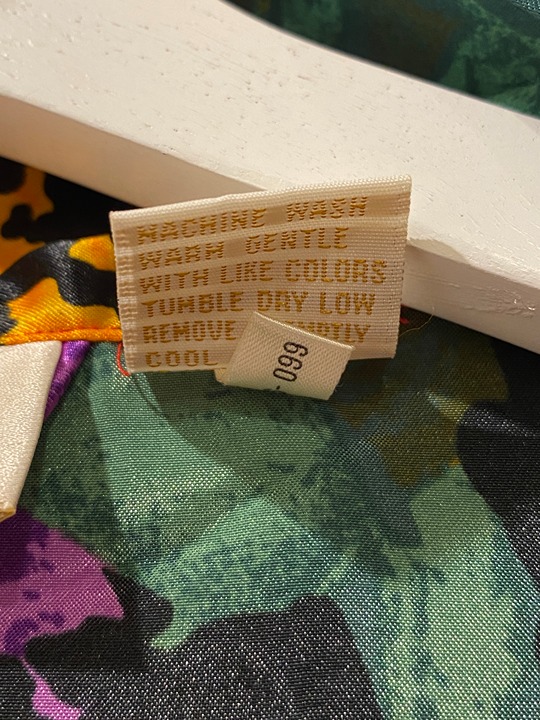 MACHINE WASH
WARM GENTLE
WITH LIKE COLORS
TUMBLE DRY LOW
REMOVE
COOL
-099